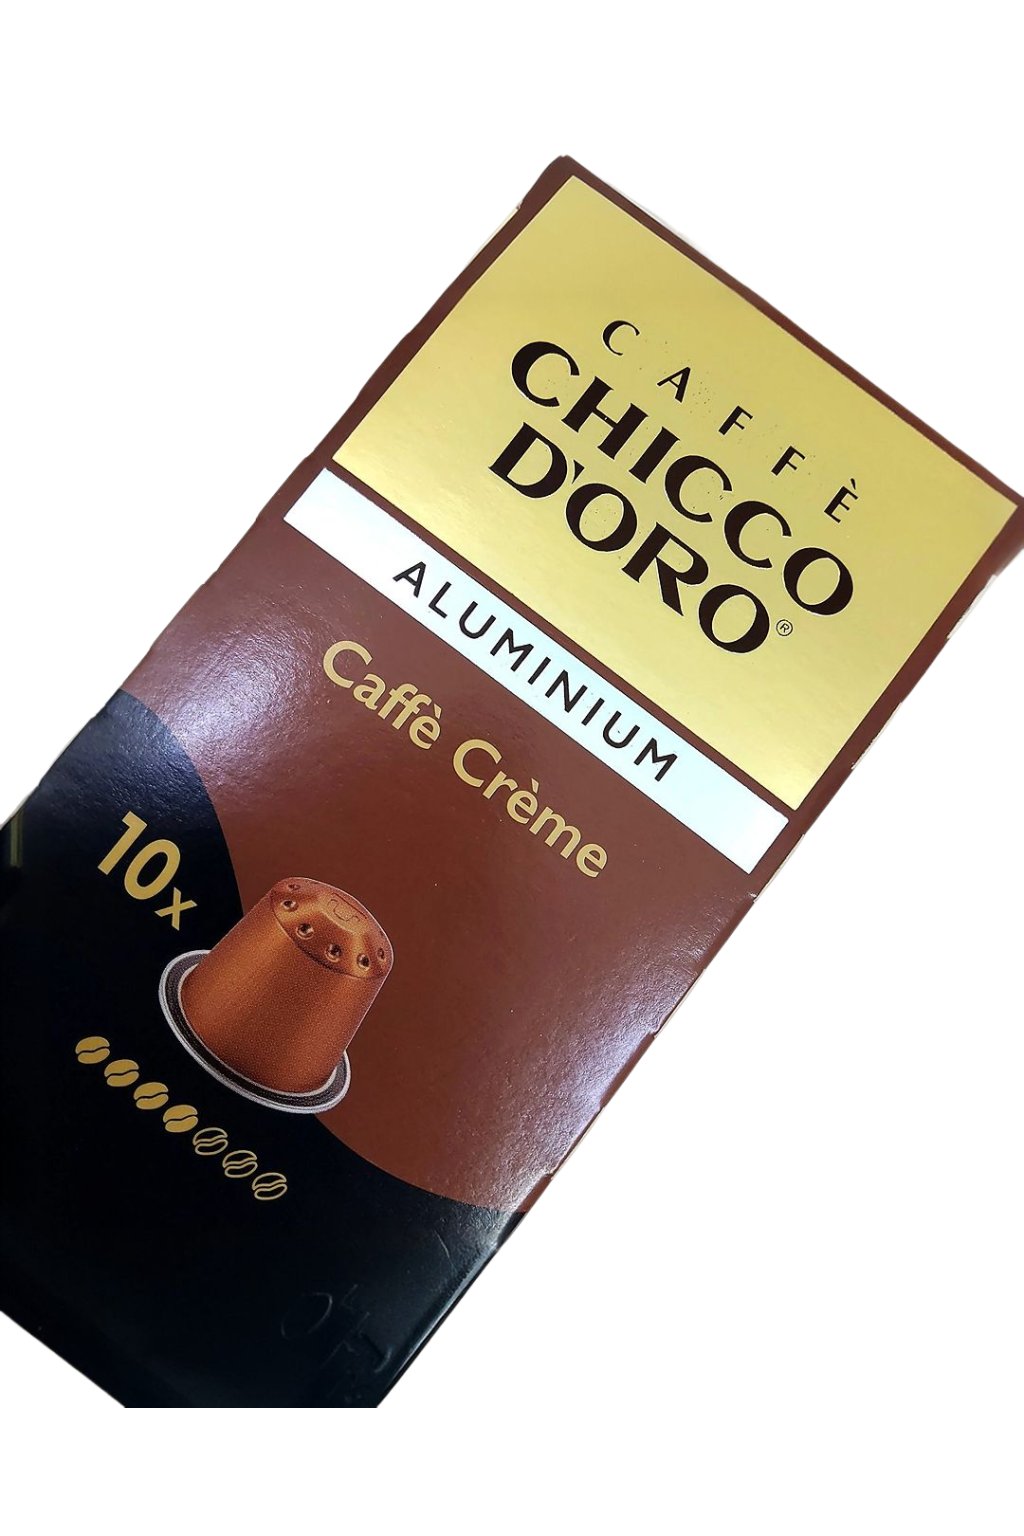 CAFFÈ
CHICCO
D'ORO®
ALUMINIUM
Caffè Crème
10x